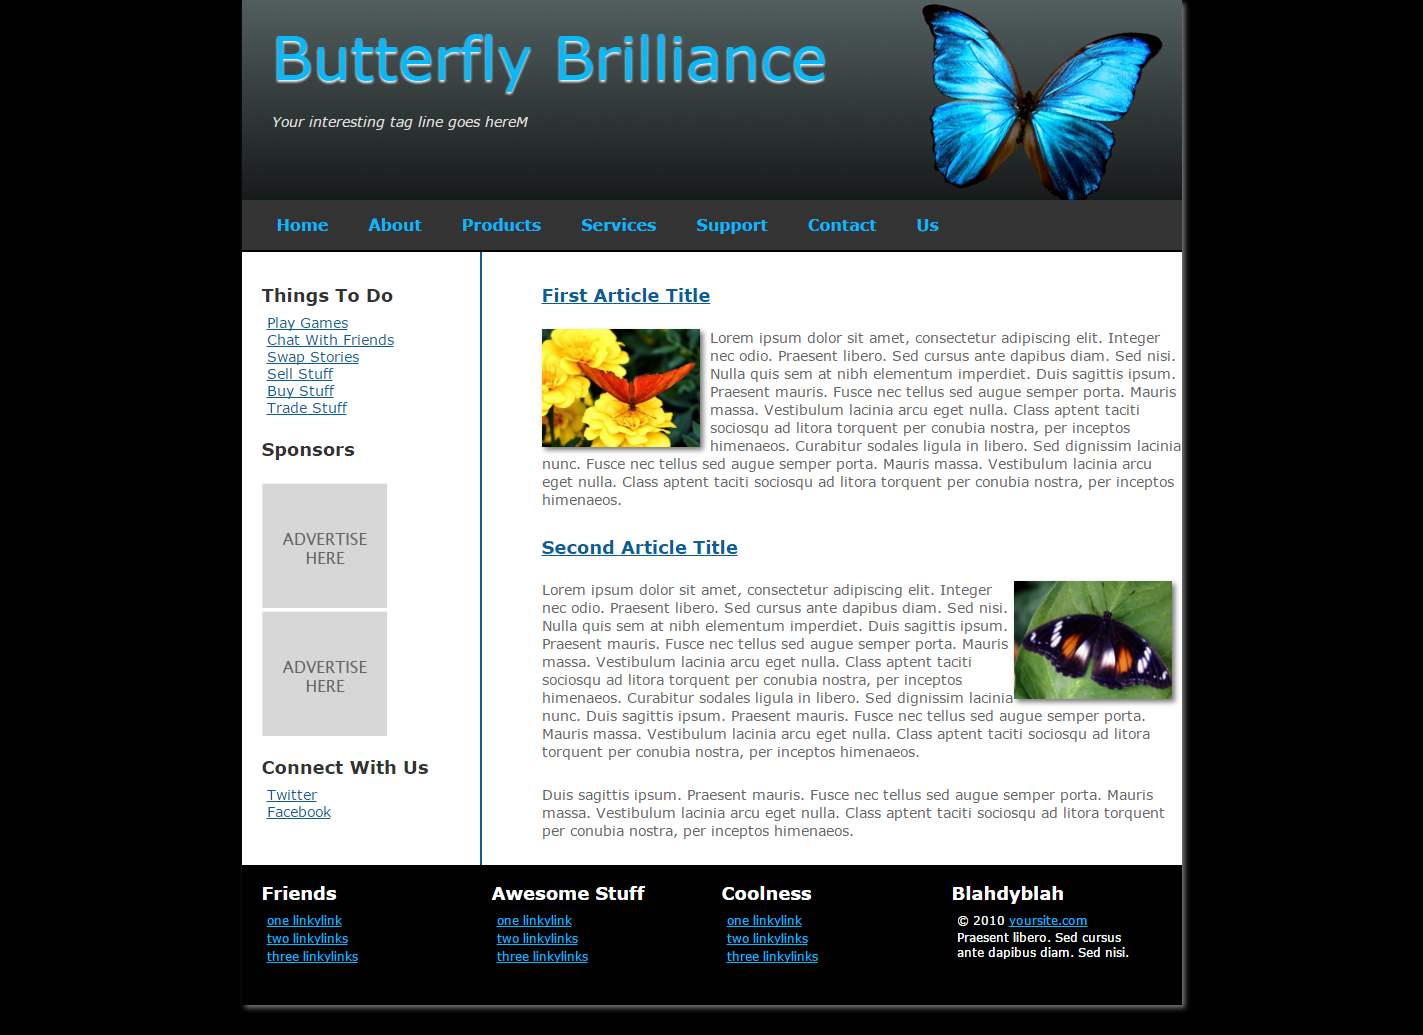 Butterfly Brilliance
Your interesting tag line goes hereM
Home About Products Services Support Contact Us
Things To Do
Play Games
Chat With Friends
Swap Stories
Sell Stuff
Buy Stuff
Trade Stuff
Sponsors
ADVERTISE
HERE
ADVERTISE
HERE
Connect With Us
Twitter
Facebook
First Article Title
Lorem ipsum dolor sit amet, consectetur adipiscing elit. Integer
nec odio. Praesent libero. Sed cursus ante dapibus diam. Sed nisi.
Nulla quis sem at nibh elementum imperdiet. Duis sagittis ipsum.
Praesent mauris. Fusce nec tellus sed augue semper porta. Mauris
massa. Vestibulum lacinia arcu eget nulla. Class aptent taciti
sociosqu ad litora torquent per conubia nostra, per inceptos
himenaeos. Curabitur sodales ligula in libero. Sed dignissim lacinia
nunc. Fusce nec tellus sed augue semper porta. Mauris massa. Vestibulum lacinia arcu
eget nulla. Class aptent taciti sociosqu ad litora torquent per conubia nostra, per inceptos
himenaeos.
Second Article Title
Lorem ipsum dolor sit amet, consectetur adipiscing elit. Integer
nec odio. Praesent libero. Sed cursus ante dapibus diam. Sed nisi.
Nulla quis sem at nibh elementum imperdiet. Duis sagittis ipsum.
Praesent mauris. Fusce nec tellus sed augue semper porta. Mauris
massa. Vestibulum lacinia arcu eget nulla. Class aptent taciti
sociosqu ad litora torquent per conubia nostra, per inceptos
himenaeos. Curabitur sodales ligula in libero. Sed dignissim lacinia
nunc. Duis sagittis ipsum. Praesent mauris. Fusce nec tellus sed augue semper porta.
Mauris massa. Vestibulum lacinia arcu eget nulla. Class aptent taciti sociosqu ad litora
torquent per conubia nostra, per inceptos himenaeos.
Duis sagittis ipsum. Praesent mauris. Fusce nec tellus sed augue semper porta. Mauris
massa. Vestibulum lacinia arcu eget nulla. Class aptent taciti sociosqu ad litora torquent
per conubia nostra, per inceptos himenaeos.
Friends
one linkylink
two linkylinks
three linkylinks
Awesome Stuff
one linkylink
two linkylinks
three linkylinks
Coolness
one linkylink
two linkylinks
three linkylinks
Blahdyblah
© 2010 yoursite.com
Praesent libero. Sed cursus
ante dapibus diam. Sed nisi.